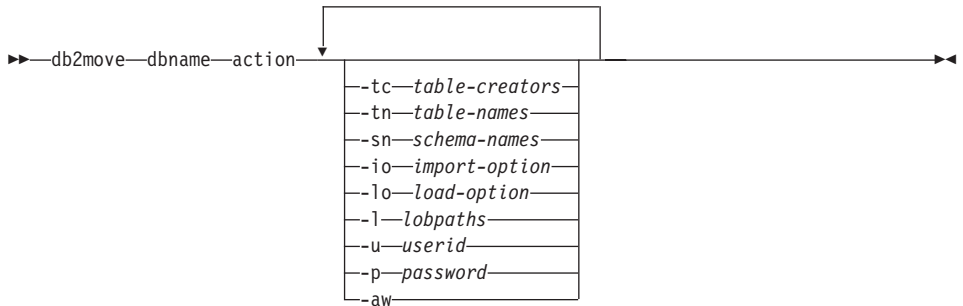 db2move dbname action
-tc table-creators
-tn table-names
-sn schema-names
-io import-option
-lo load-option
-l lobpaths
-u userid
-p password
-aw